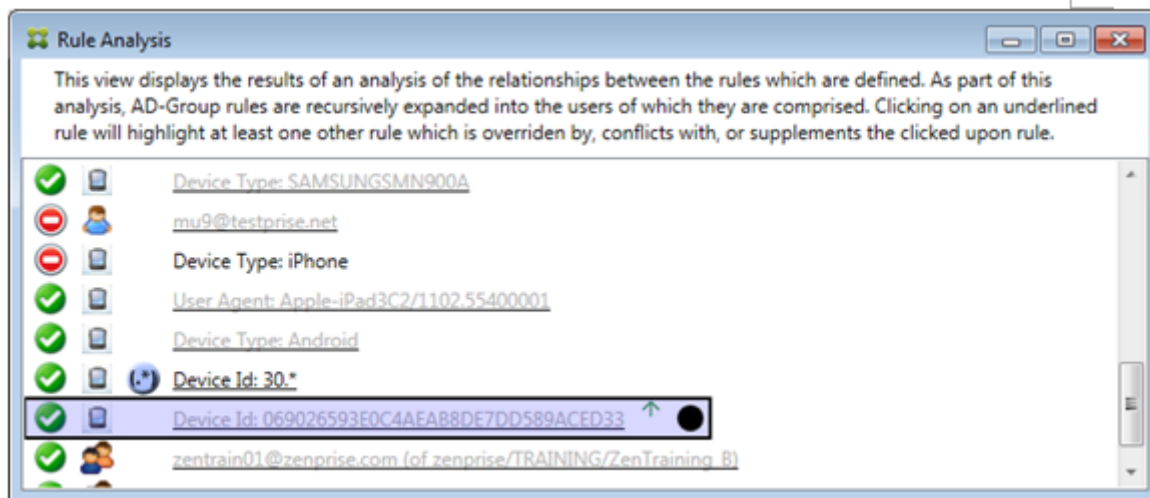 Rule Analysis
This view displays the results of an analysis of the relationships between the rules which are defined. As part of this
analysis, AD-Group rules are recursively expanded into the users of which they are comprised. Clicking on an underlined
rule will highlight at least one other rule which is overriden by, conflicts with, or supplements the clicked upon rule.
Device Type: SAMSUNGSMN900A
mu9@testprise.net
Device Type: iPhone
User Agent: Apple-iPad3C2/1102.55400001
Device Type: Android
(.*) Device Id: 30.*
Device Id: 069026593E0C4AEAB8DE7DD589ACED33
zentrain01@zenprise.com (of zenprise/TRAINING/ZenTraining B)